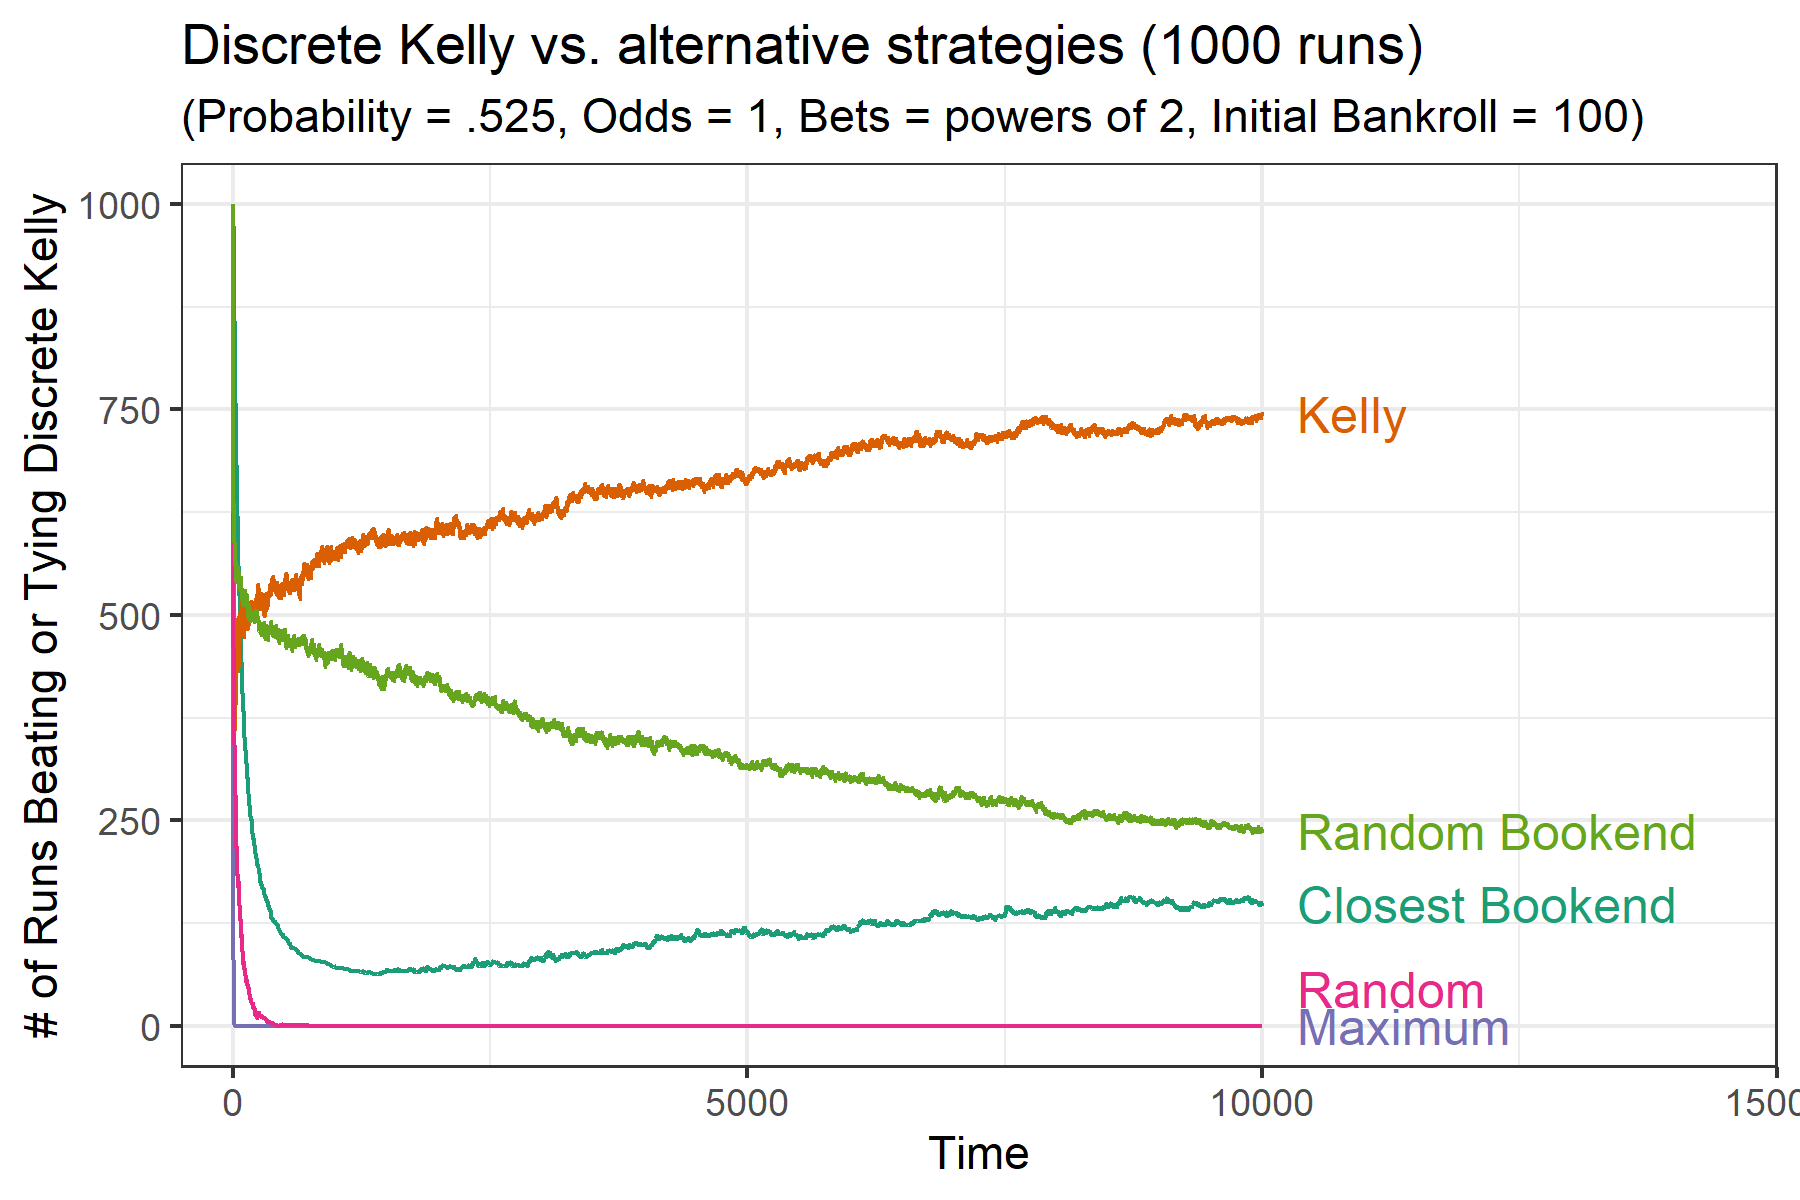 Discrete Kelly vs. alternative strategies (1000 runs)
(Probability = .525, Odds = 1, Bets = powers of 2, Initial Bankroll = 100)
# of Runs Beating or Tying Discrete Kelly
1000
750
500
250
0
Kelly
Random Bookend
Closest Bookend
Random
Maximum
0
5000
10000
Time